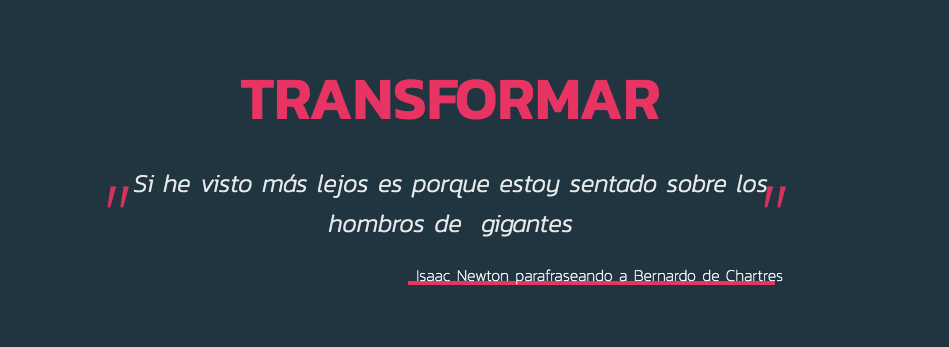 TRANSFORMAR
"Si he visto más lejos es porque estoy sentado sobre los"
hombros de gigantes
Isaac Newton parafraseando a Bernardo de Chartres